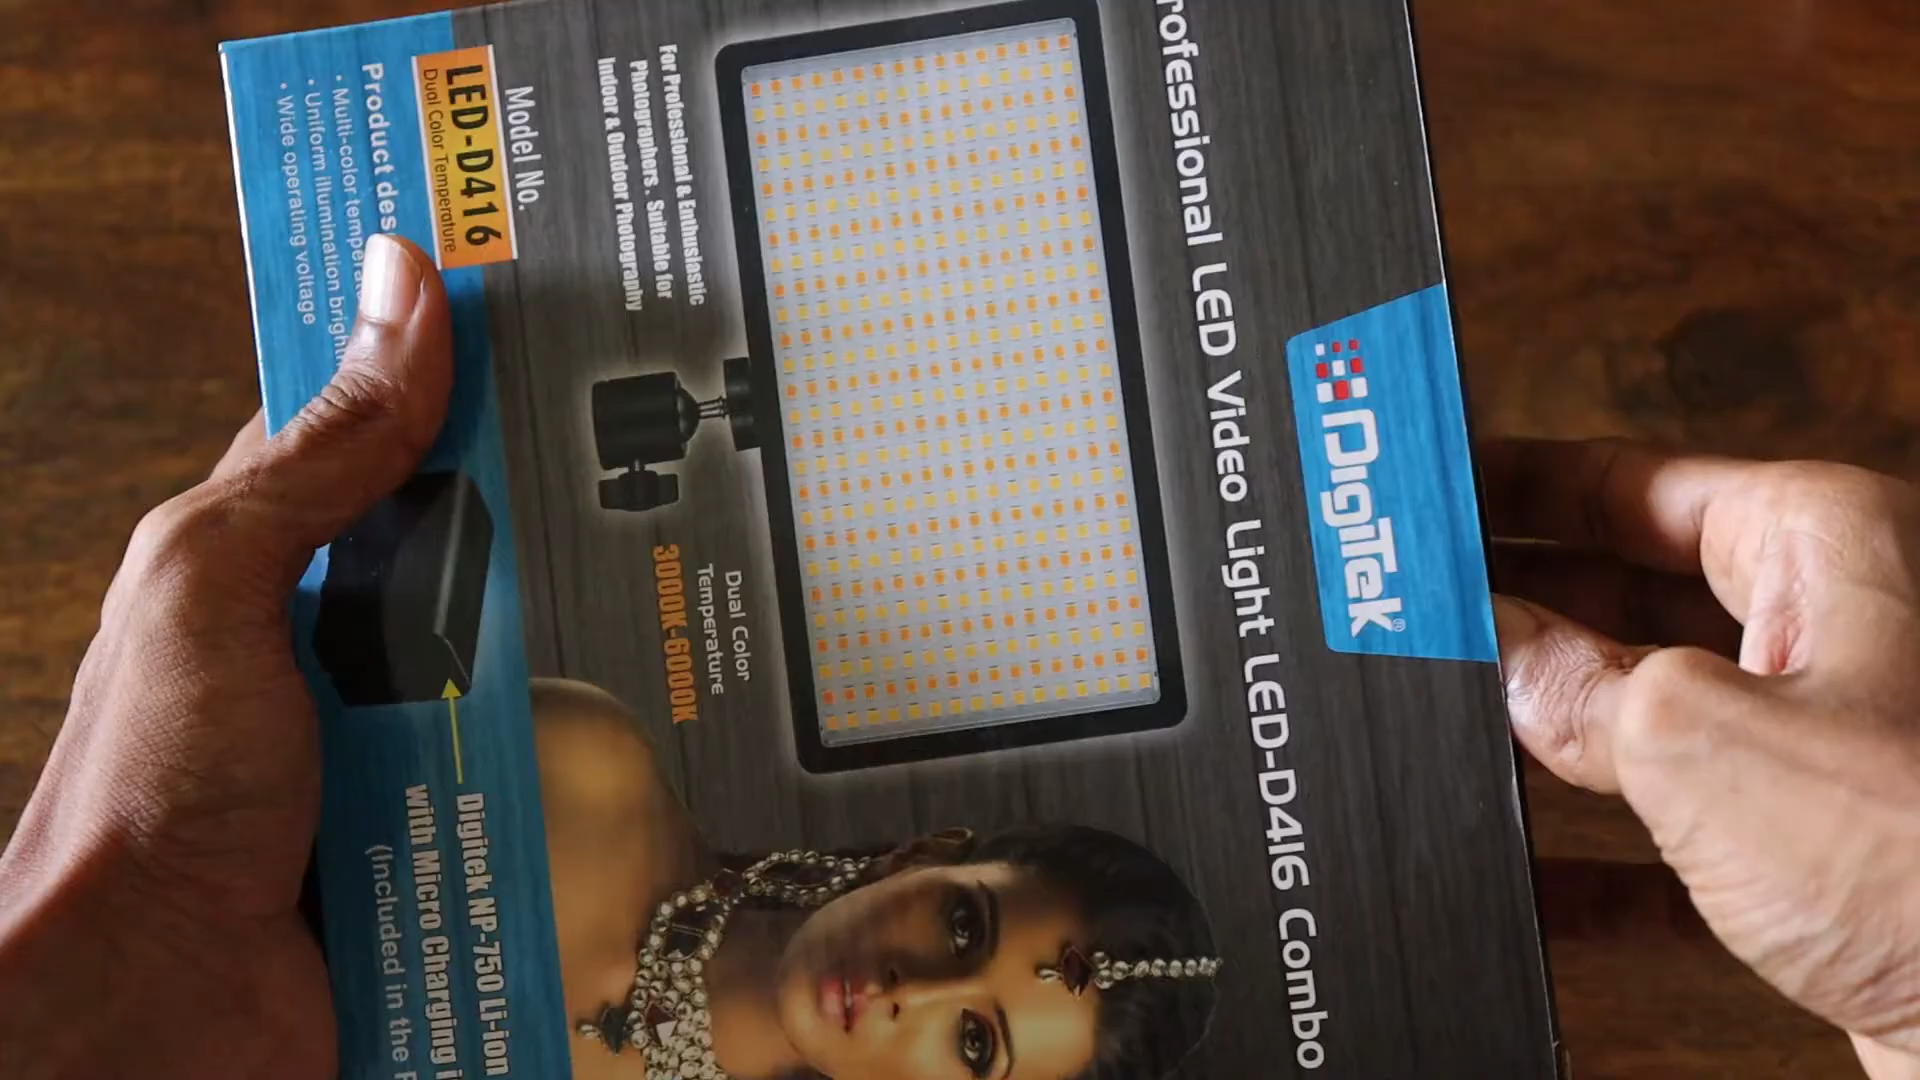 DigiTek®
rofessional LED Video Light LED-D416 Combo
For Professional & Enthusiastic
Photographers. Suitable for
Indoor & Outdoor Photography
Dual Color
Temperature
3000K-6000K
Model No.
LED-D416
Dual Color Temperature
Product des
• Multi-color tempera
• Uniform illumination bright
• Wide operating voltage
Digitek NP-750 Li-ion
with Micro Charging i
(Included in the P